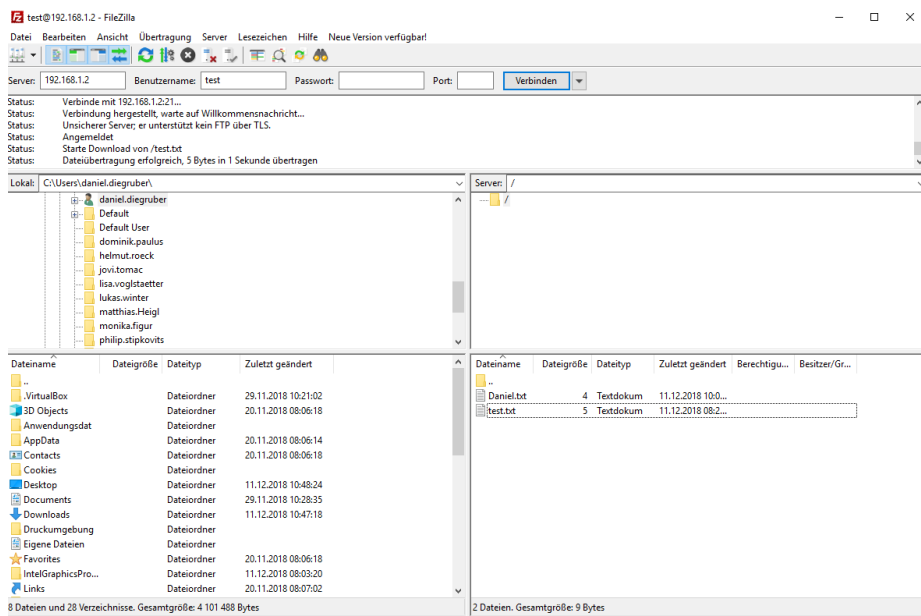 test@192.168.1.2 - FileZilla
Datei Bearbeiten Ansicht Übertragung Server Lesezeichen Hilfe Neue Version verfügbar!
Server: 192.168.1.2 Benutzername: test Passwort: Port: Verbinden
Status: Verbinde mit 192.168.1.2:21...
Status: Verbindung hergestellt, warte auf Willkommensnachricht...
Status: Unsicherer Server; er unterstützt kein FTP über TLS.
Status: Angemeldet
Status: Starte Download von /test.txt
Status: Dateiübertragung erfolgreich, 5 Bytes in 1 Sekunde übertragen
Lokal: C:\Users\daniel.diegruber\
daniel.diegruber
Default
Default User
dominik.paulus
helmut.roeck
jovi.tomac
lisa.voglstaetter
lukas.winter
matthias.Heigl
monika.figur
philip.stipkovits
Server: /
/
Dateiname Dateigröße Dateityp Zuletzt geändert
..
.VirtualBox Dateiordner 29.11.2018 10:21:02
3D Objects Dateiordner 20.11.2018 08:06:18
Anwendungsdat Dateiordner
AppData Dateiordner 20.11.2018 08:06:14
Contacts Dateiordner 20.11.2018 08:06:18
Cookies Dateiordner
Desktop Dateiordner 11.12.2018 10:48:24
Documents Dateiordner 29.11.2018 10:28:35
Downloads Dateiordner 11.12.2018 10:47:18
Druckumgebung Dateiordner
Eigene Dateien Dateiordner
Favorites Dateiordner 20.11.2018 08:06:18
IntelGraphicsPro... Dateiordner 11.12.2018 08:03:20
Links Dateiordner 20.11.2018 08:07:02
8 Dateien und 28 Verzeichnisse. Gesamtgröße: 4 101 488 Bytes
Dateiname Dateigröße Dateityp Zuletzt geändert Berechtigu... Besitzer/Gr...
..
Daniel.txt 4 Textdokum 11.12.2018 10:0...
test.txt 5 Textdokum 11.12.2018 08:2...
2 Dateien. Gesamtgröße: 9 Bytes